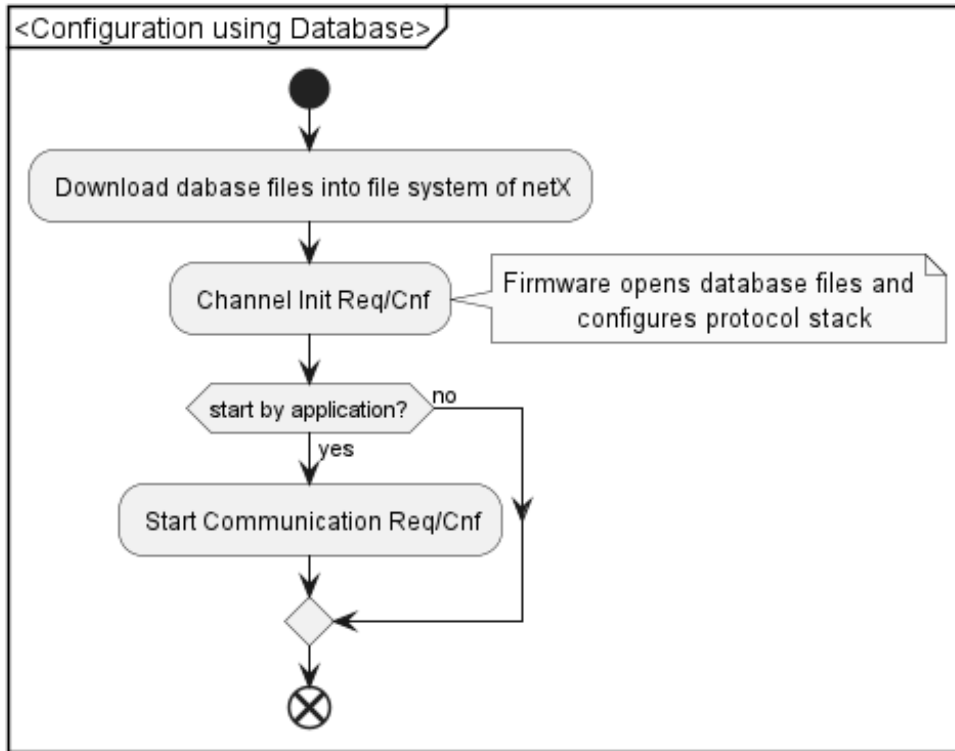 <Configuration using Database>
Download dabase files into file system of netX
Channel Init Req/Cnf
Firmware opens database files and
configures protocol stack
start by application?
no
yes
Start Communication Req/Cnf